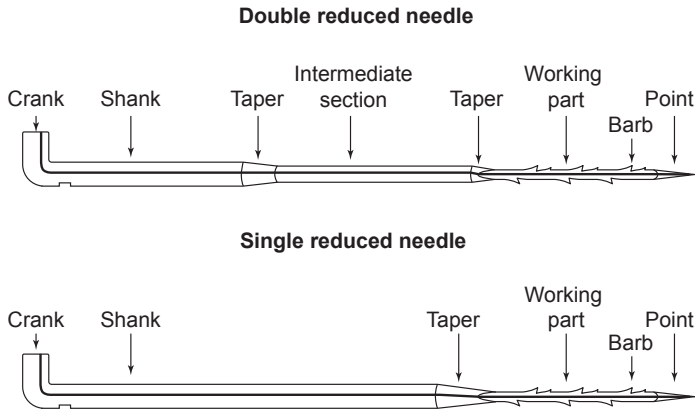 Double reduced needle
Intermediate
section
Working
part
Crank
Shank
Taper
Taper
Point
Barb
Single reduced needle
Working
part
Crank
Shank
Taper
Point
Barb